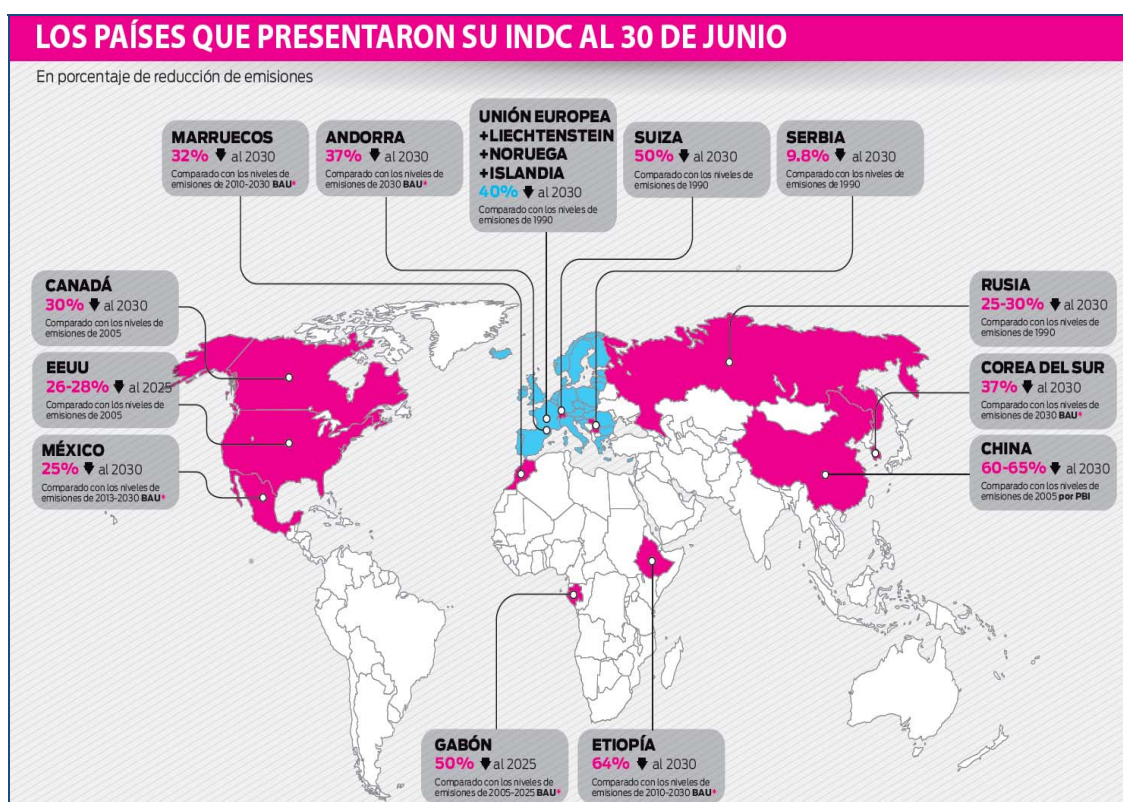 LOS PAÍSES QUE PRESENTARON SU INDC AL 30 DE JUNIO
En porcentaje de reducción de emisiones
MARRUECOS
32% al 2030
Comparado con los niveles de
emisiones de 2010-2030 BAU*
ANDORRA
37% al 2030
Comparado con los niveles de
emisiones de 2030 BAU*
UNIÓN EUROPEA
+LIECHTENSTEIN
+NORUEGA
+ISLANDIA
40% al 2030
Comparado con los niveles de
emisiones de 1990
SUIZA
50% al 2030
Comparado con los niveles de
emisiones de 1990
SERBIA
9.8% al 2030
Comparado con los niveles de
emisiones de 1990
CANADÁ
30% al 2030
Comparado con los niveles de
emisiones de 2005
EEUU
26-28% al 2025
Comparado con los niveles de
emisiones de 2005
MÉXICO
25% al 2030
Comparado con los niveles de
emisiones de 2013-2030 BAU*
RUSIA
25-30% al 2030
Comparado con los niveles de
emisiones de 1990
COREA DEL SUR
37% al 2030
Comparado con los niveles de
emisiones de 2030 BAU*
CHINA
60-65% al 2030
Comparado con los niveles de
emisiones de 2005 por PBI
GABÓN
50% al 2025
Comparado con los niveles de
emisiones de 2005-2025 BAU*
ETIOPÍA
64% al 2030
Comparado con los niveles de
emisiones de 2010-2030 BAU*